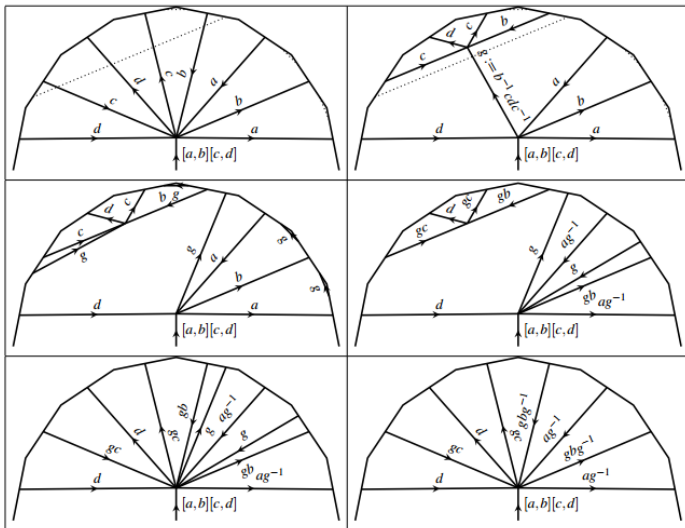 c d c b a b
d a
[a, b][c, d]
c d c b
g := b⁻¹cdc⁻¹
a b
d a
[a, b][c, d]
d c b g
c g g a b g g
d a
[a, b][c, d]
gc d gc gb
g ag⁻¹ g
gb ag⁻¹
d
[a, b][c, d]
gc d gc gb g ag⁻¹ g
d gb ag⁻¹
[a, b][c, d]
gc d gc gbg⁻¹ ag⁻¹ gbg⁻¹
d ag⁻¹
[a, b][c, d]